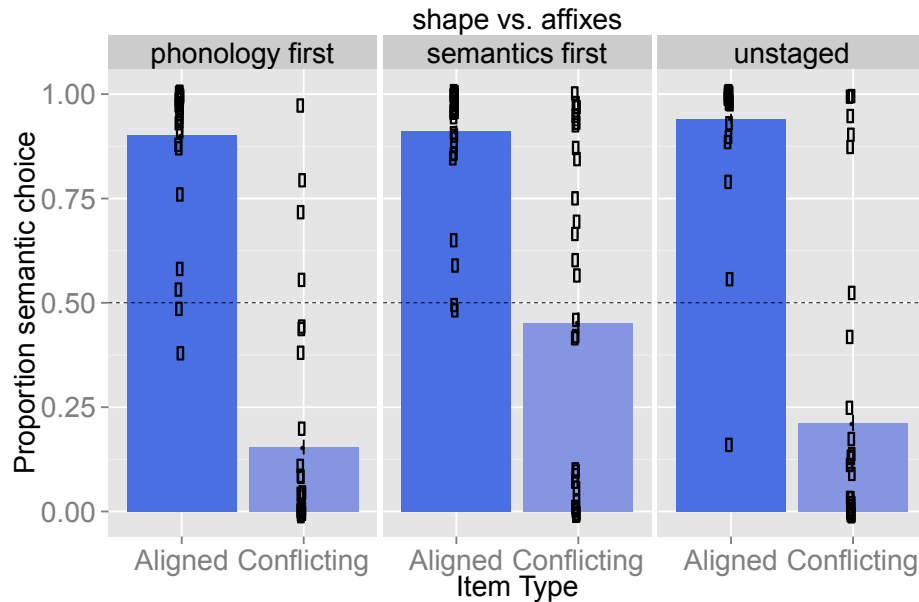 shape vs. affixes
phonology first semantics first unstaged
Proportion semantic choice
1.00
0.75
0.50
0.25
0.00
Aligned Conflicting Aligned Conflicting Aligned Conflicting
Item Type